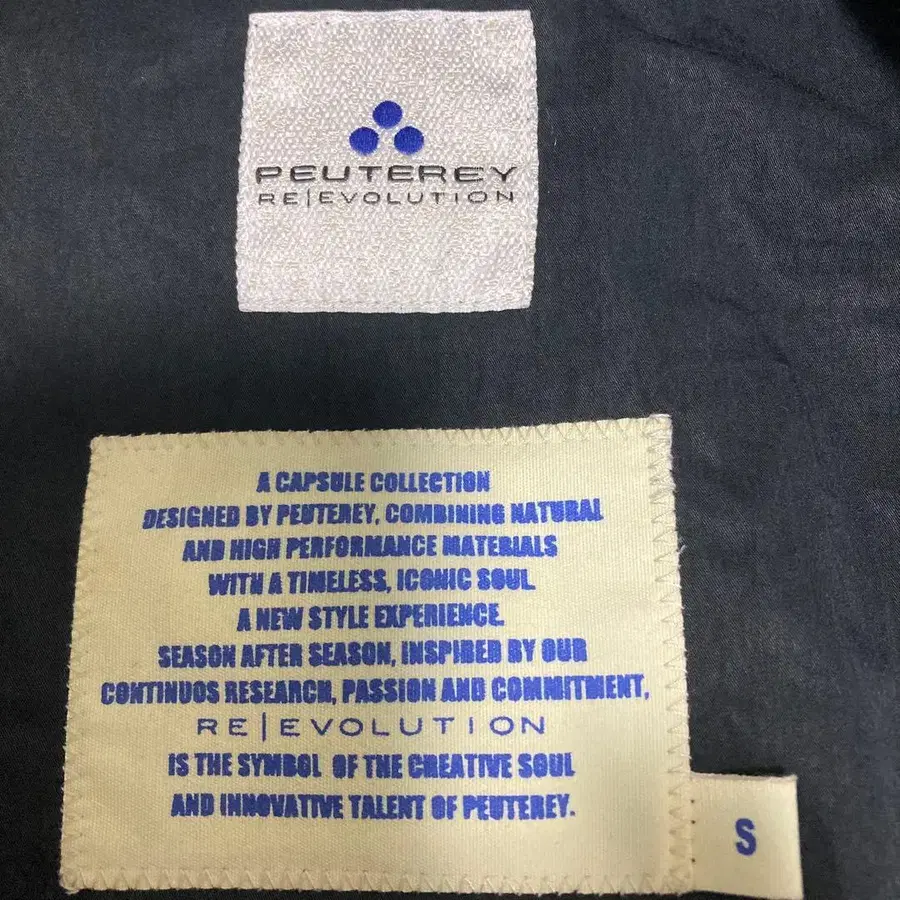 PEUTEREY
RE|EVOLUTION
A CAPSULE COLLECTION
DESIGNED BY PEUTEREY, COMBINING NATURAL
AND HIGH PERFORMANCE MATERIALS
WITH A TIMELESS, ICONIC SOUL
A NEW STYLE EXPERIENCE.
SEASON AFTER SEASON, INSPIRED BY OUR
CONTINUOS RESEARCH, PASSION AND COMMITMENT,
RE|EVOLUTION
IS THE SYMBOL OF THE CREATIVE SOUL
AND INNOVATIVE TALENT OF PEUTEREY.
S